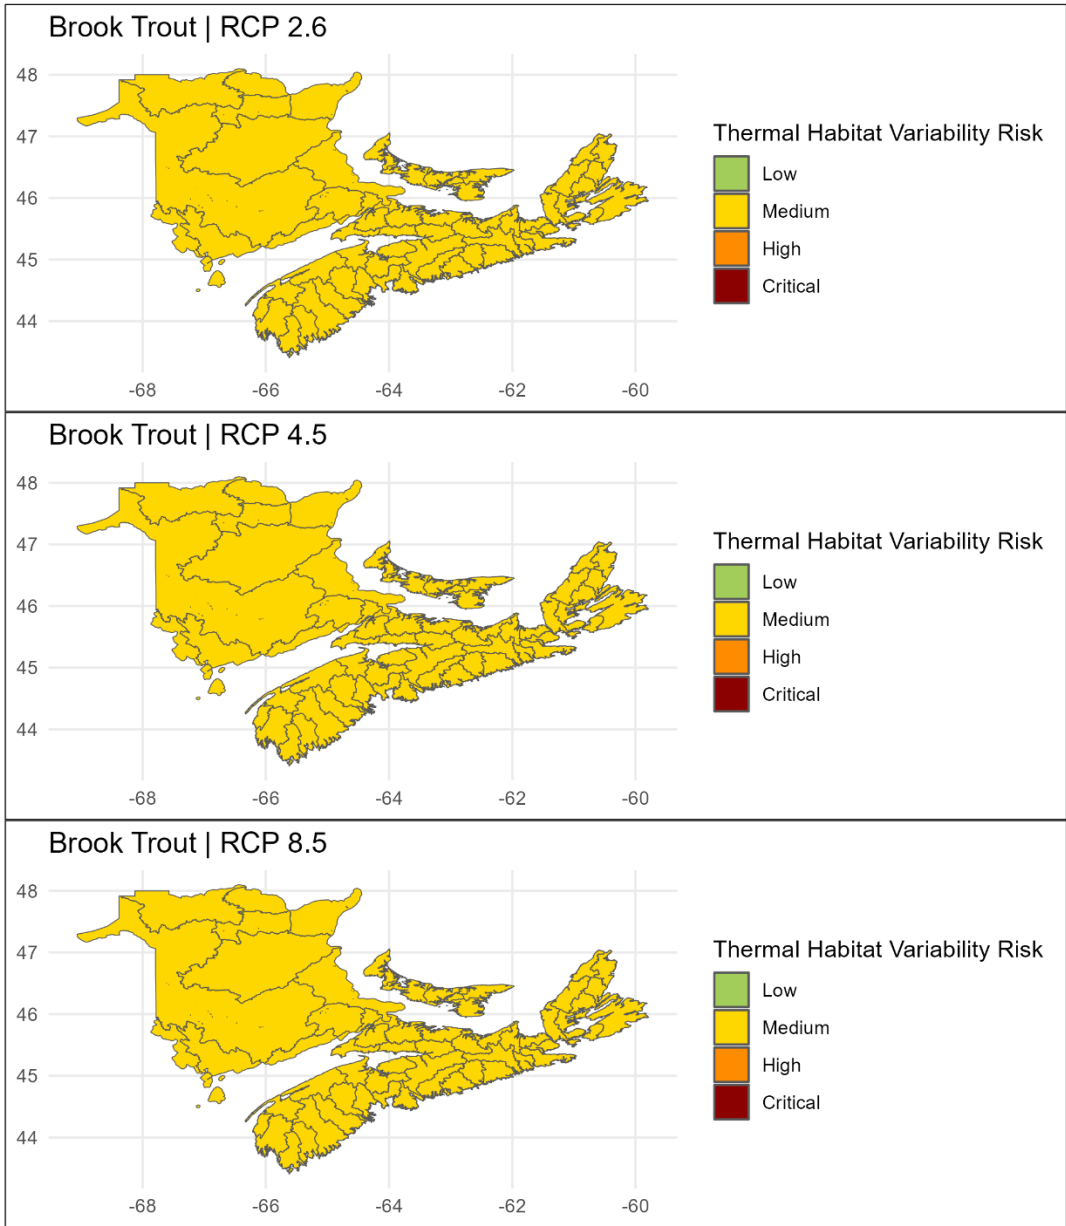 Brook Trout | RCP 2.6
48
47
46
45
44
-68
-66
-64
-62
-60
Thermal Habitat Variability Risk
Low
Medium
High
Critical
Brook Trout | RCP 4.5
48
47
46
45
44
-68
-66
-64
-62
-60
Thermal Habitat Variability Risk
Low
Medium
High
Critical
Brook Trout | RCP 8.5
48
47
46
45
44
-68
-66
-64
-62
-60
Thermal Habitat Variability Risk
Low
Medium
High
Critical